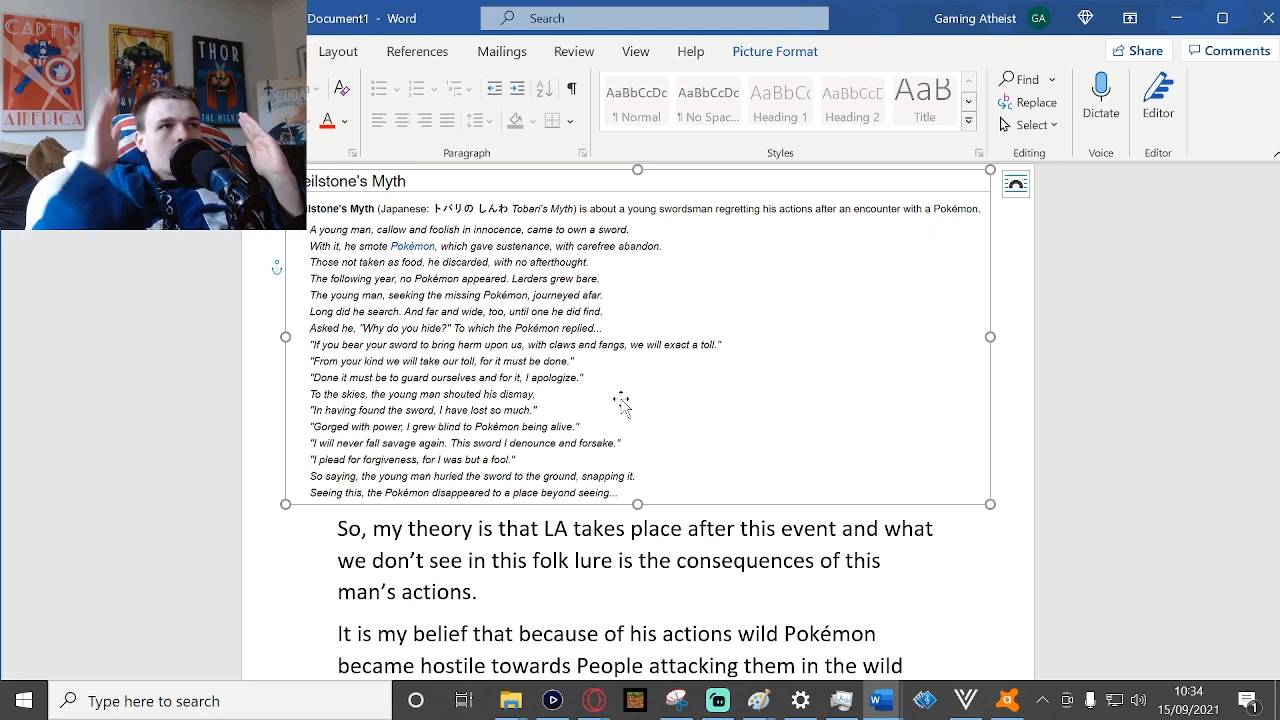 Document1 - Word
Search
Gaming Atheist
GA
Layout
References
Mailings
Review
View
Help
Picture Format
Share
Comments
AaBbCcDc
¶ Normal
AaBbCcDc
¶ No Spac...
AaBbCc
Heading
AaBbCcD
Heading 2
AaB
Title
Find
Replace
Select
Dictate
Editor
Paragraph
Styles
Editing
Voice
Editor
CAPT'N
AMERICA
THOR
THE MIGHTY
eilstone's Myth
ilstone's Myth (Japanese: トバリの しんわ Tobari's Myth) is about a young swordsman regretting his actions after an encounter with a Pokémon.
A young man, callow and foolish in innocence, came to own a sword.
With it, he smote Pokémon, which gave sustenance, with carefree abandon.
Those not taken as food, he discarded, with no afterthought.
The following year, no Pokémon appeared. Larders grew bare.
The young man, seeking the missing Pokémon, journeyed afar.
Long did he search. And far and wide, too, until one he did find.
Asked he, "Why do you hide?" To which the Pokémon replied...
"If you bear your sword to bring harm upon us, with claws and fangs, we will exact a toll."
"From your kind we will take our toll, for it must be done."
"Done it must be to guard ourselves and for it, I apologize."
To the skies, the young man shouted his dismay.
"In having found the sword, I have lost so much."
"Gorged with power, I grew blind to Pokémon being alive."
"I will never fall savage again. This sword I denounce and forsake."
"I plead for forgiveness, for I was but a fool."
So saying, the young man hurled the sword to the ground, snapping it.
Seeing this, the Pokémon disappeared to a place beyond seeing...
So, my theory is that LA takes place after this event and what
we don't see in this folk lure is the consequences of this
man's actions.
It is my belief that because of his actions wild Pokémon
became hostile towards People attacking them in the wild
Type here to search
10:34
15/09/2021